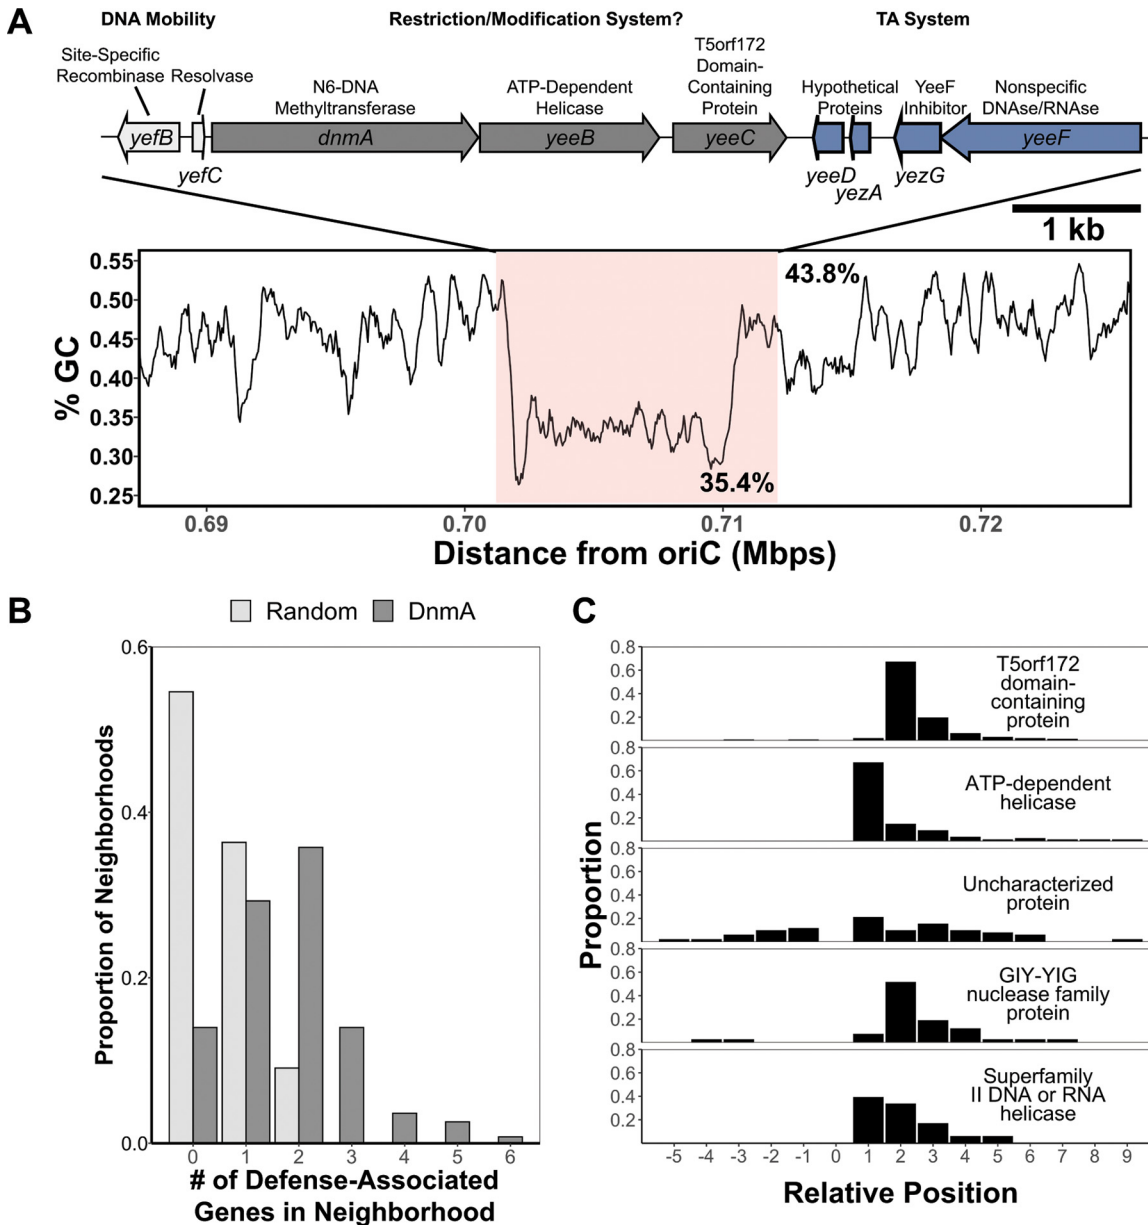 A
DNA Mobility
Restriction/Modification System?
TA System
Site-Specific
Recombinase
Resolvase
N6-DNA
Methyltransferase
ATP-Dependent
Helicase
T5orf172
Domain-
Containing
Protein
Hypothetical
Proteins
YeeF
Inhibitor
Nonspecific
DNAse/RNAse
yefB
dnmA
yeeB
yeeC
yeeF
yefC
yeeD
yezA
yezG
1 kb
% GC
0.55
0.50
0.45
0.40
0.35
0.30
0.25
43.8%
35.4%
0.69
0.70
0.71
0.72
Distance from oriC (Mbps)
B
Random
DnmA
Proportion of Neighborhoods
0.6
0.4
0.2
0.0
0
1
2
3
4
5
6
# of Defense-Associated
Genes in Neighborhood
C
Proportion
0.8
0.6
0.4
0.2
T5orf172
domain-
containing
protein
0.8
0.6
0.4
0.2
ATP-dependent
helicase
0.8
0.6
0.4
0.2
Uncharacterized
protein
0.8
0.6
0.4
0.2
GIY-YIG
nuclease family
protein
0.8
0.6
0.4
0.2
Superfamily
II DNA or RNA
helicase
-5
-4
-3
-2
-1
0
1
2
3
4
5
6
7
8
9
Relative Position